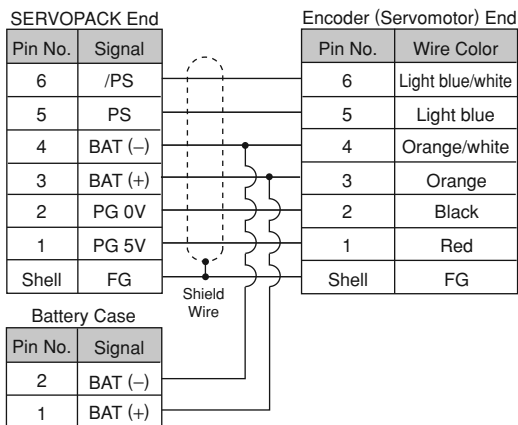 SERVOPACK End Encoder (Servomotor) End
Pin No. Signal Pin No. Wire Color
6 /PS 6 Light blue/white
5 PS 5 Light blue
4 BAT (−) 4 Orange/white
3 BAT (+) 3 Orange
2 PG 0V 2 Black
1 PG 5V 1 Red
Shell FG Shell FG
Shield
Wire
Battery Case
Pin No. Signal
2 BAT (−)
1 BAT (+)